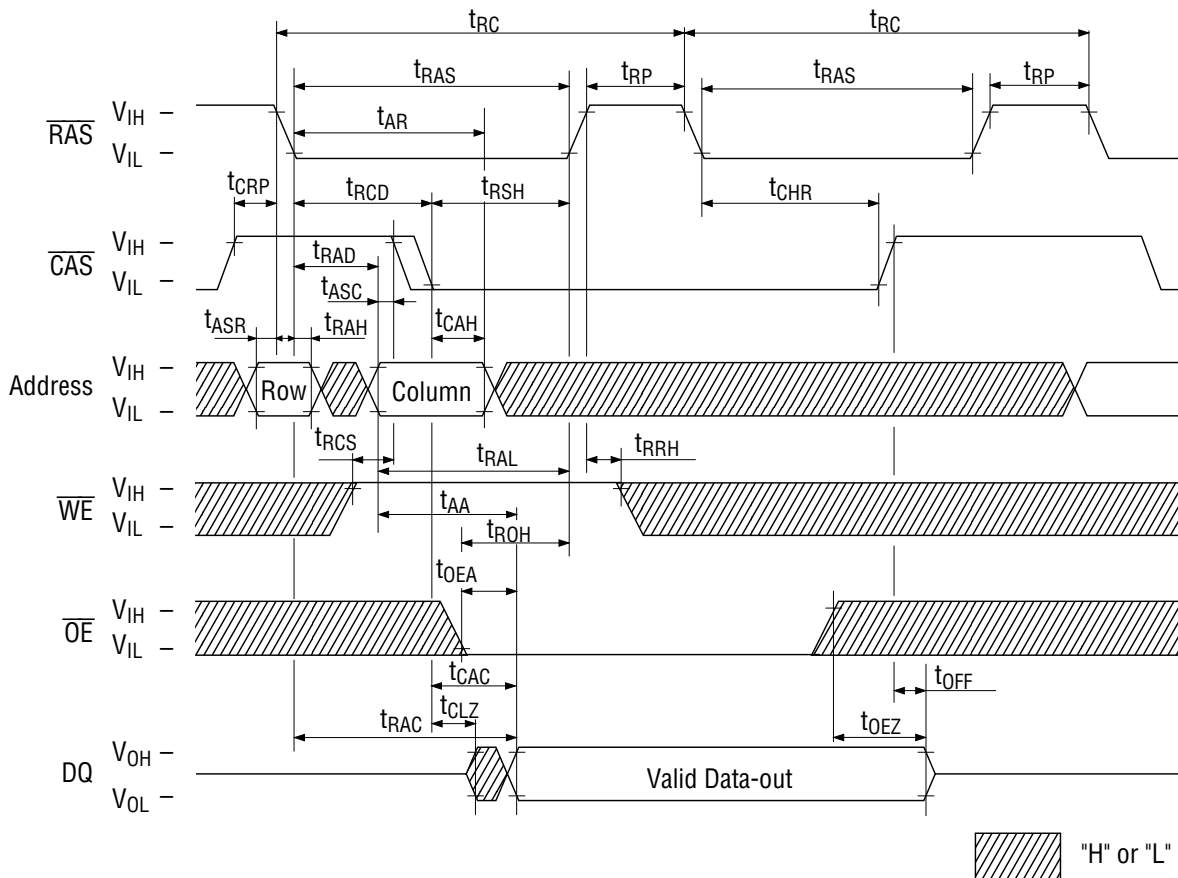 tRC tRC
tRAS tRP tRAS tRP
RAS VIH – tAR
VIL –
tCRP tRCD tRSH tCHR
CAS VIH – tRAD
VIL – tASC
tASR tRAH tCAH
Address VIH – Row Column
VIL –
tRCS tRAL tRRH
WE VIH – tAA
VIL – tROH
tOEA
OE VIH –
VIL –
tCAC tOFF
tRAC tCLZ tOEZ
DQ VOH – Valid Data-out
VOL –
"H" or "L"